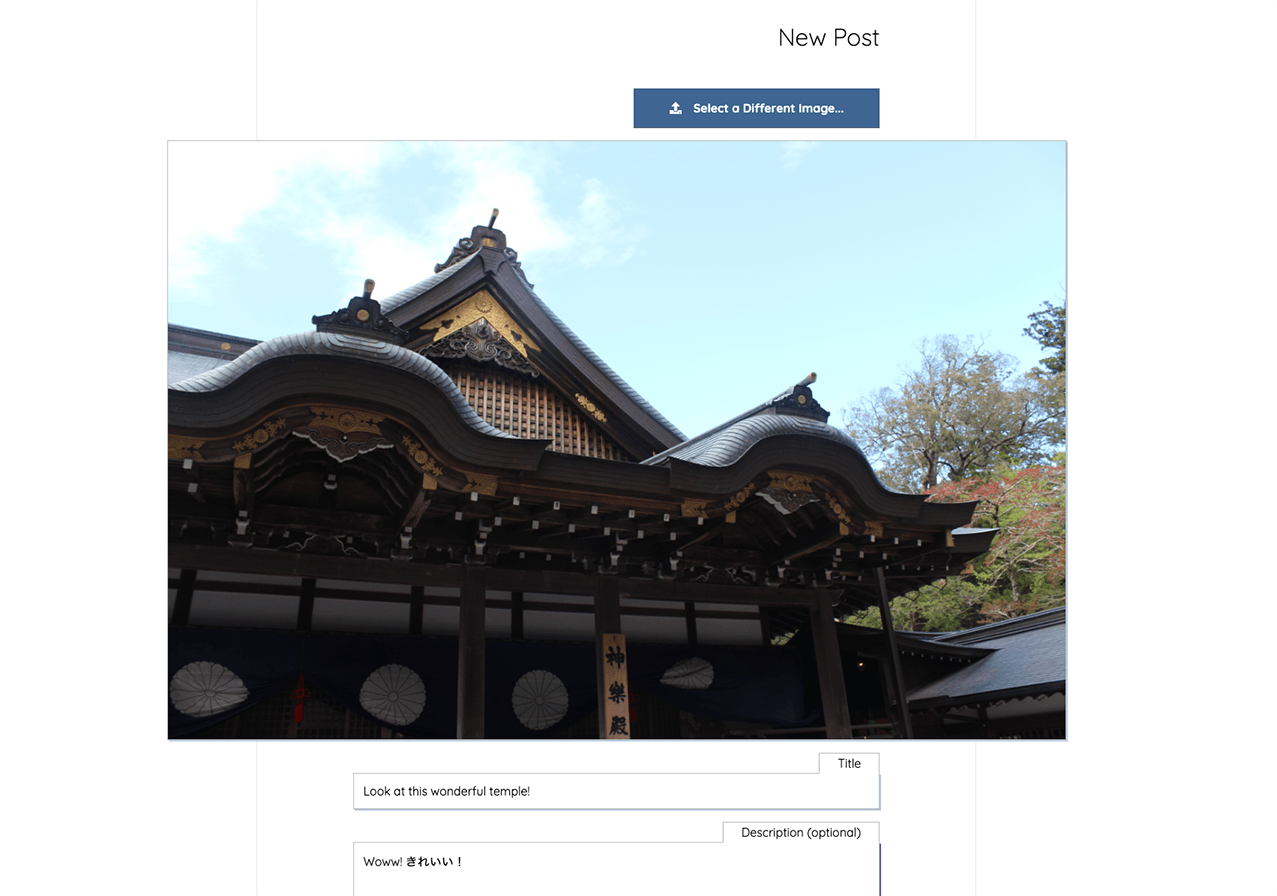 New Post
Select a Different Image...
神
樂
殿
Title
Look at this wonderful temple!
Description (optional)
Woww! きれいい！